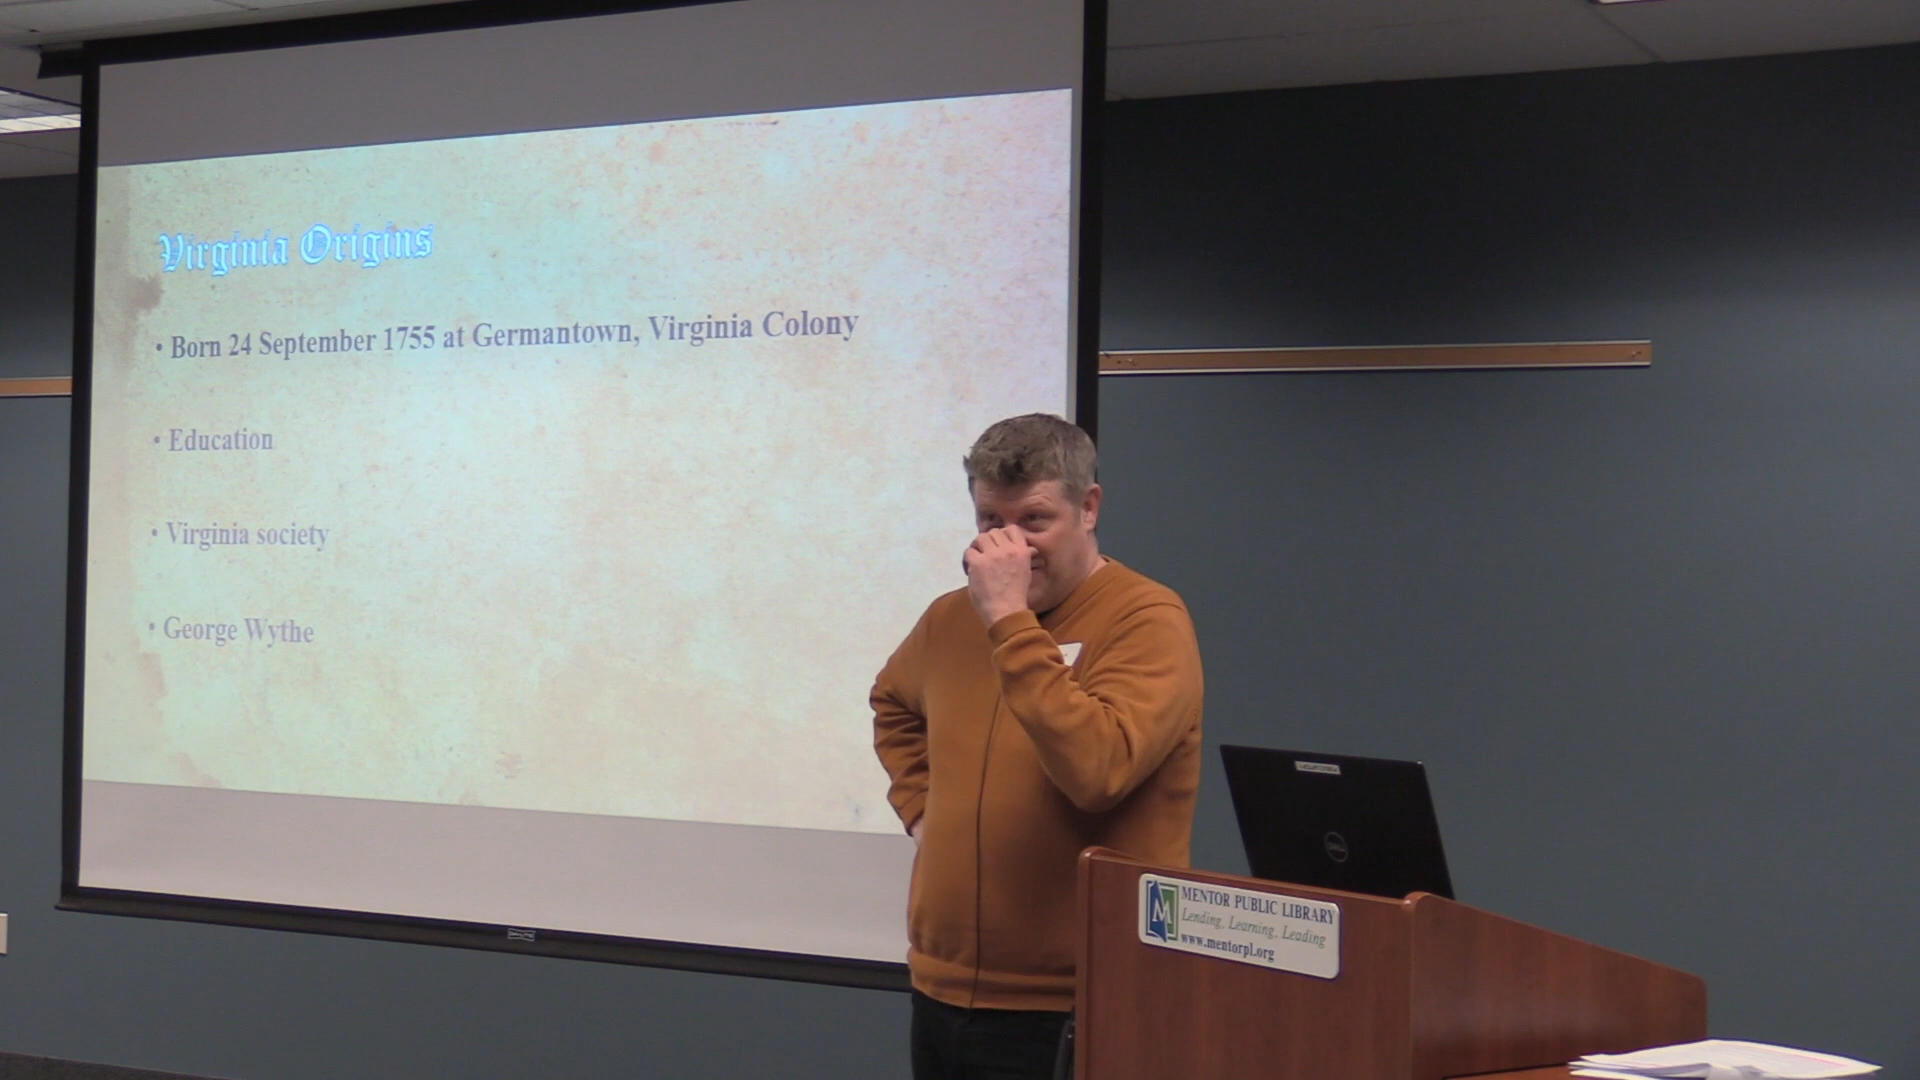 Virginia Origins
• Born 24 September 1755 at Germantown, Virginia Colony
• Education
• Virginia society
• George Wythe
DELL
M
MENTOR PUBLIC LIBRARY
Lending, Learning, Leading
www.mentorpl.org